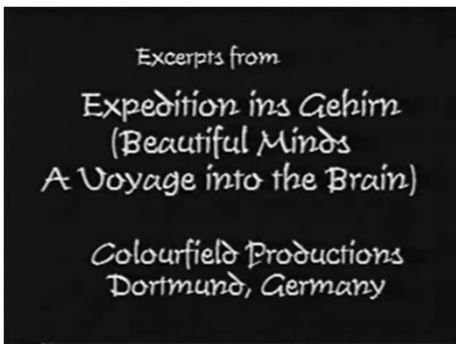 Excerpts from
Expedition ins Gehirn
(Beautiful Minds
A Voyage into the Brain)
Colourfield Productions
Dortmund, Germany